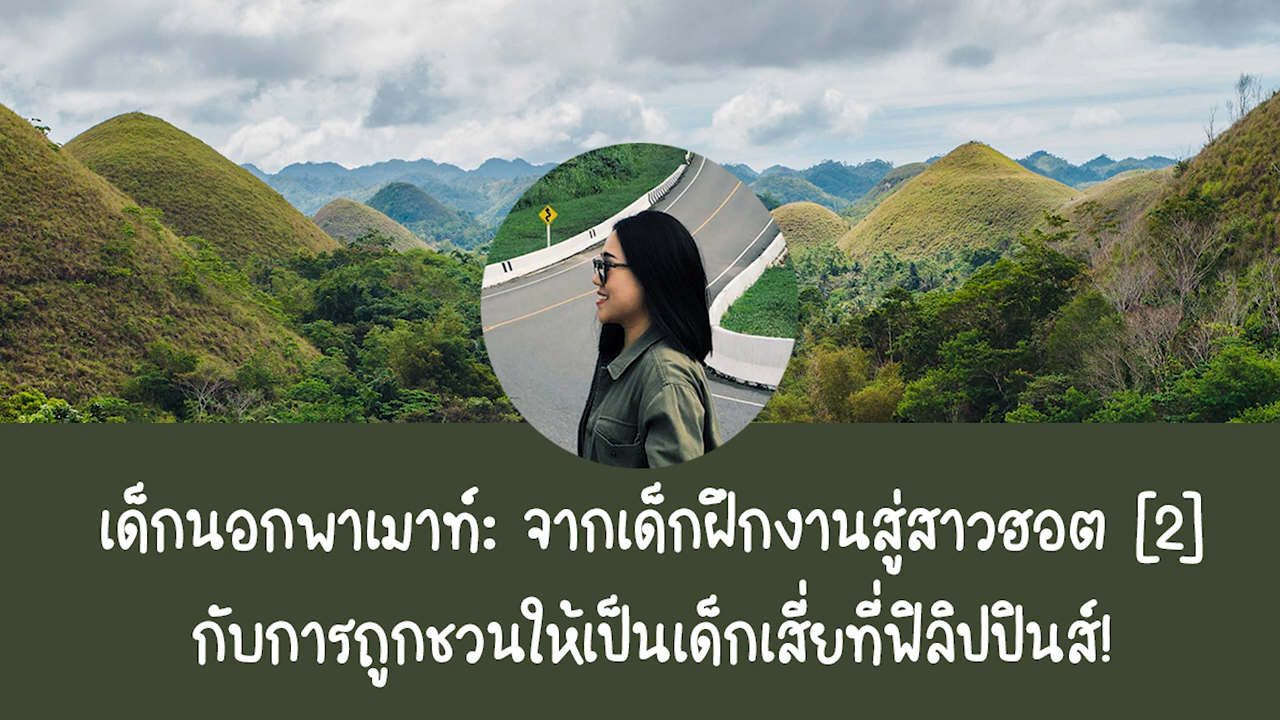 เด็กนอกพาเมาท์: จากเด็กฝึกงานสู่สาวฮอต [2]
กับการถูกชวนให้เป็นเด็กเสี่ยที่ฟิลิปปินส์!